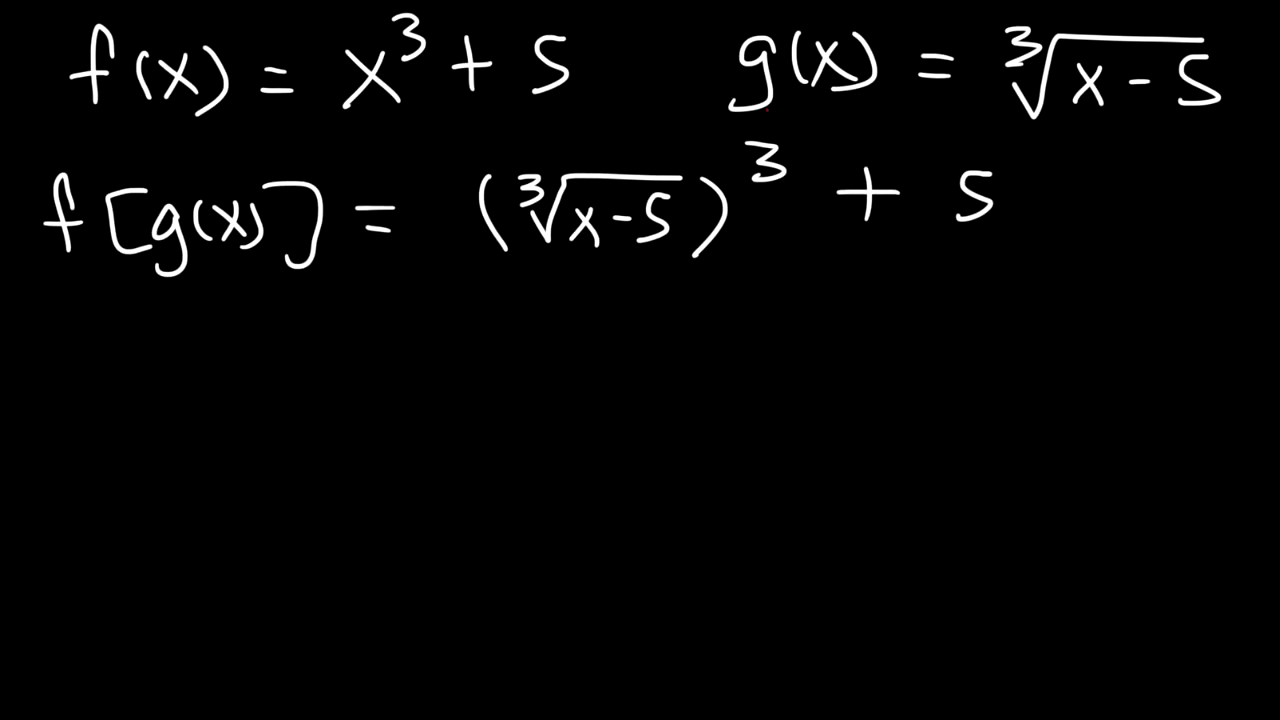 f(x) = x³ + 5 g(x) = ∛(x - 5)
f[g(x)] = (∛(x-5))³ + 5